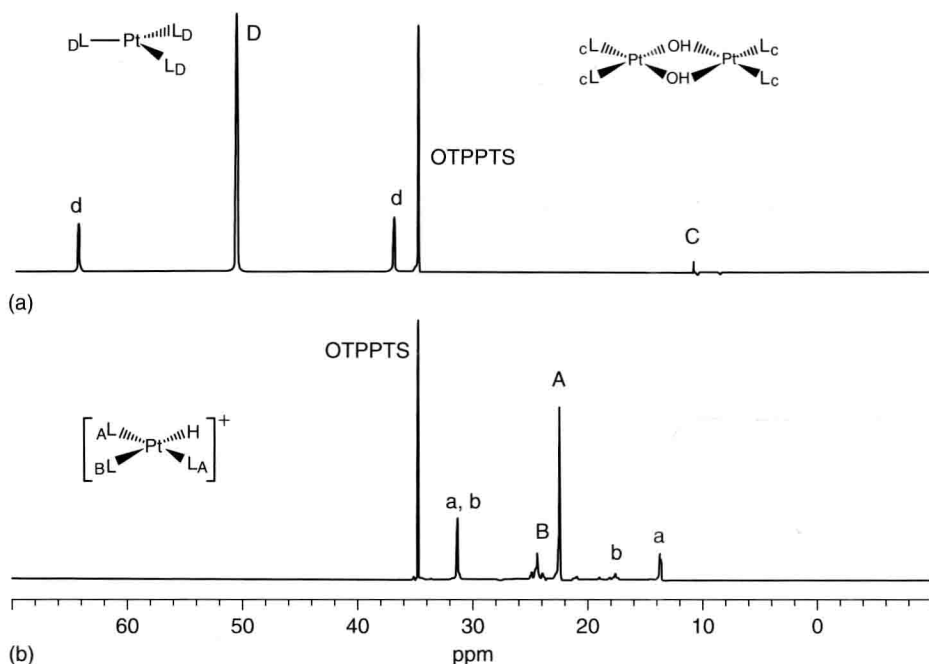 DL Pt LD
LD
D
cL OH Lc
Pt Pt
cL OH Lc
OTPPTS
d
d
C
(a)
OTPPTS
A
[AL H]+
Pt
BL LA
a, b
B
b
a
60 50 40 30 20 10 0
(b) ppm